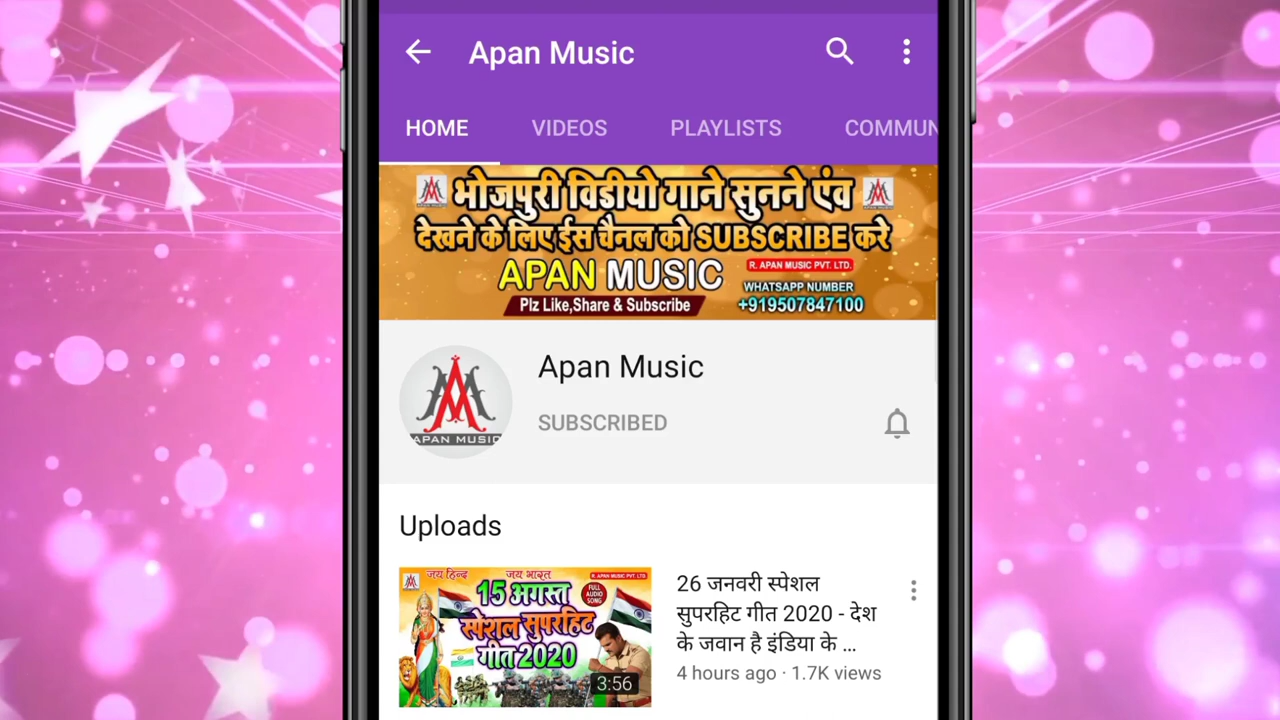 Apan Music
HOME VIDEOS PLAYLISTS COMMUN
भोजपुरी विडीयो गाने सुनने एंव
देखने के लिए ईस चैनल को SUBSCRIBE करे
APAN MUSIC
R. APAN MUSIC PVT. LTD.
WHATSAPP NUMBER
+919507847100
Plz Like,Share & Subscribe
Apan Music
SUBSCRIBED
APAN MUSIC
Uploads
जय हिन्द जय भारत
R. APAN MUSIC PVT. LTD
15 अगस्त
FULL
AUDIO
SONG
स्पेशल सुपरहिट
गीत 2020
3:56
26 जनवरी स्पेशल
सुपरहिट गीत 2020 - देश
के जवान है इंडिया के ...
4 hours ago · 1.7K views